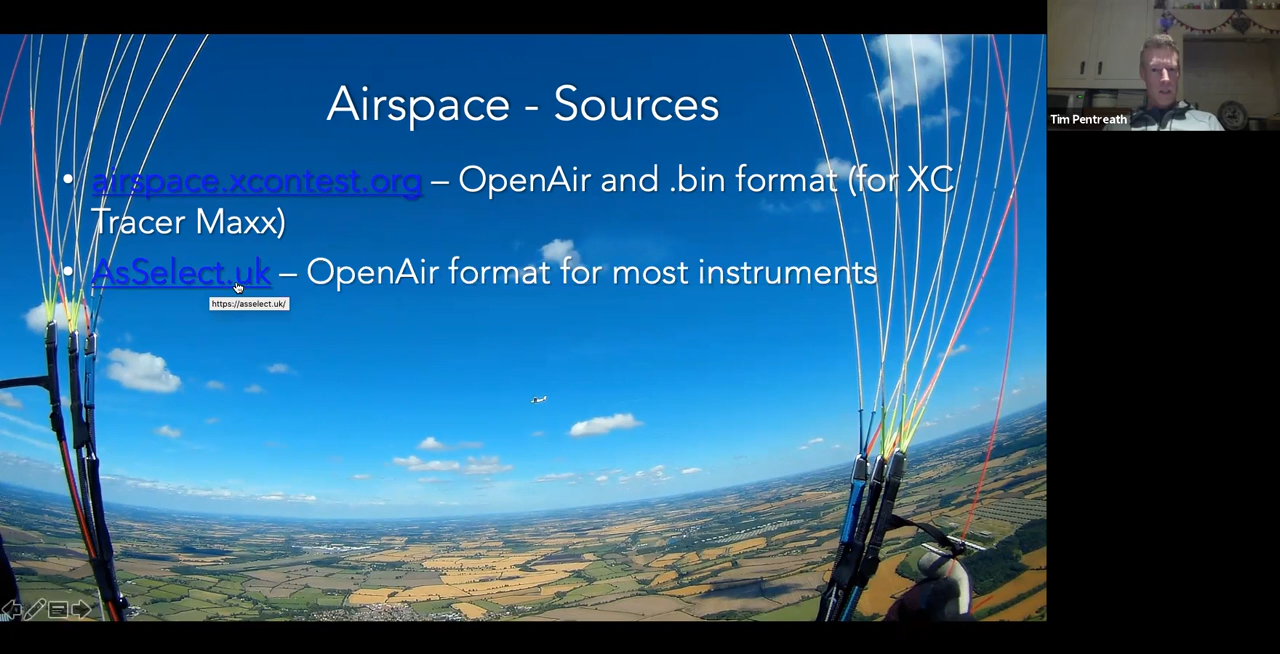 Airspace - Sources
• airspace.xcontest.org – OpenAir and .bin format (for XC
Tracer Maxx)
• AsSelect.uk – OpenAir format for most instruments
https://asselect.uk/
Tim Pentreath